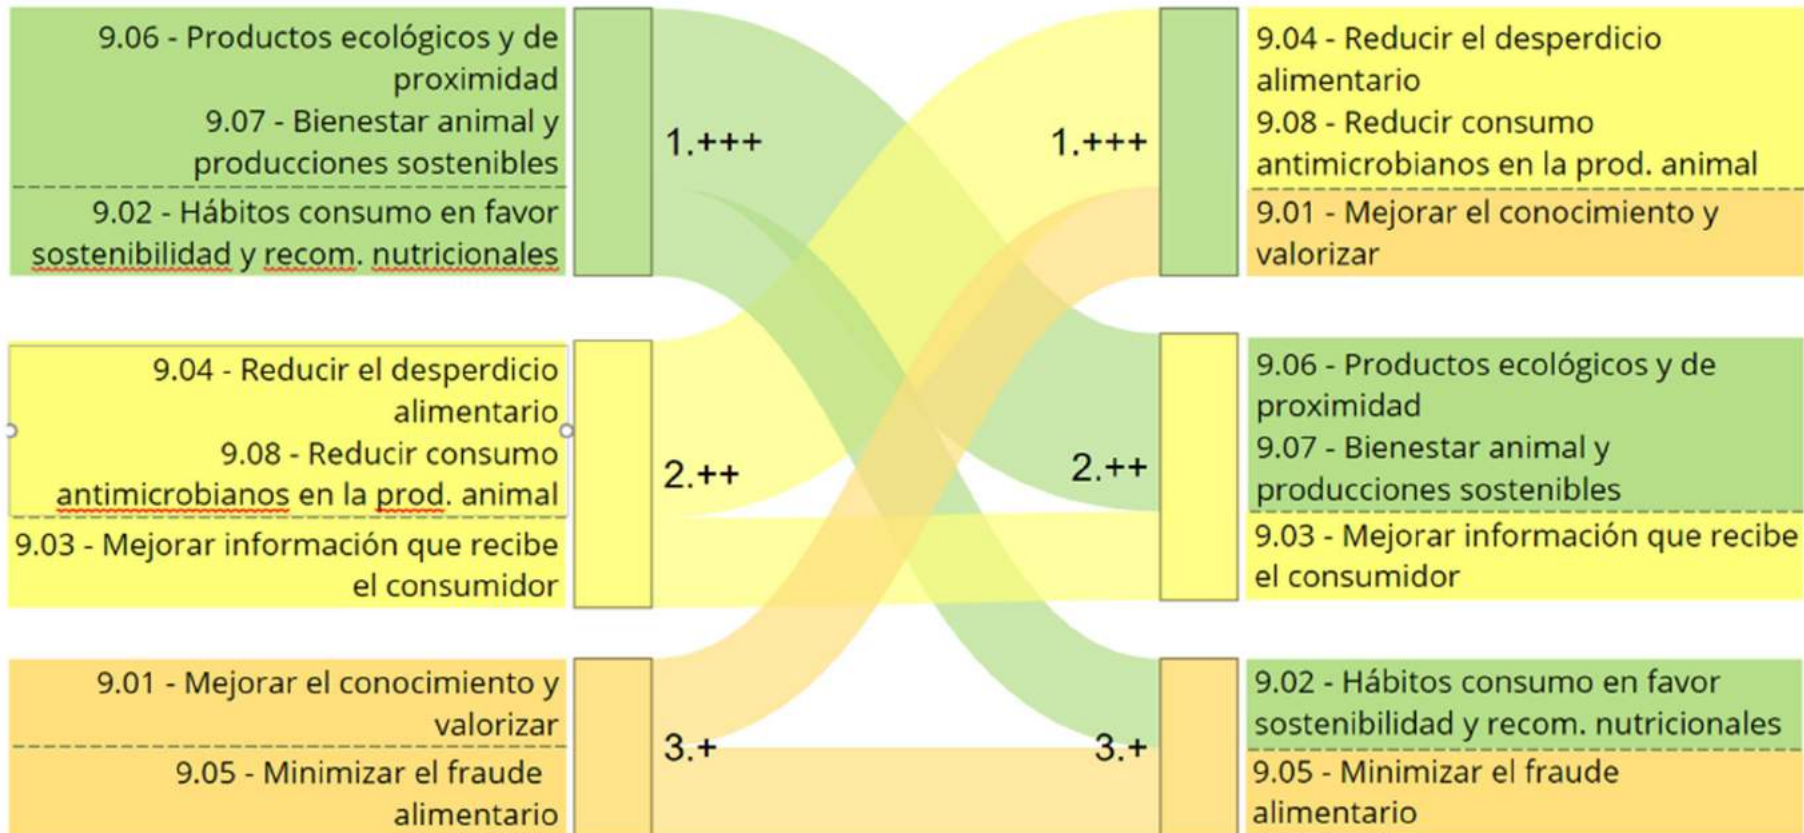 9.06 - Productos ecológicos y de
proximidad
9.07 - Bienestar animal y
producciones sostenibles
9.02 - Hábitos consumo en favor
sostenibilidad y recom. nutricionales
1.+++
9.04 - Reducir el desperdicio
alimentario
9.08 - Reducir consumo
antimicrobianos en la prod. animal
9.03 - Mejorar información que recibe
el consumidor
2.++
9.01 - Mejorar el conocimiento y
valorizar
9.05 - Minimizar el fraude
alimentario
3.+
1.+++
9.04 - Reducir el desperdicio
alimentario
9.08 - Reducir consumo
antimicrobianos en la prod. animal
9.01 - Mejorar el conocimiento y
valorizar
2.++
9.06 - Productos ecológicos y de
proximidad
9.07 - Bienestar animal y
producciones sostenibles
9.03 - Mejorar información que recibe
el consumidor
3.+
9.02 - Hábitos consumo en favor
sostenibilidad y recom. nutricionales
9.05 - Minimizar el fraude
alimentario